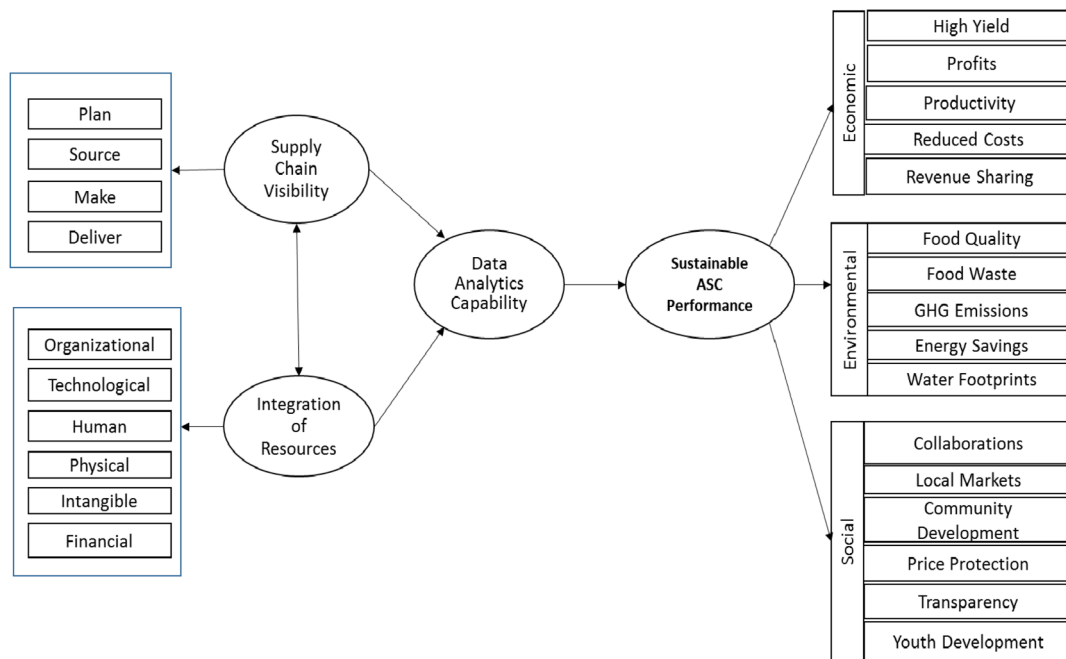 Plan
Source
Make
Deliver
Organizational
Technological
Human
Physical
Intangible
Financial
Supply
Chain
Visibility
Integration
of
Resources
Data
Analytics
Capability
Sustainable
ASC
Performance
Economic
High Yield
Profits
Productivity
Reduced Costs
Revenue Sharing
Environmental
Food Quality
Food Waste
GHG Emissions
Energy Savings
Water Footprints
Social
Collaborations
Local Markets
Community
Development
Price Protection
Transparency
Youth Development